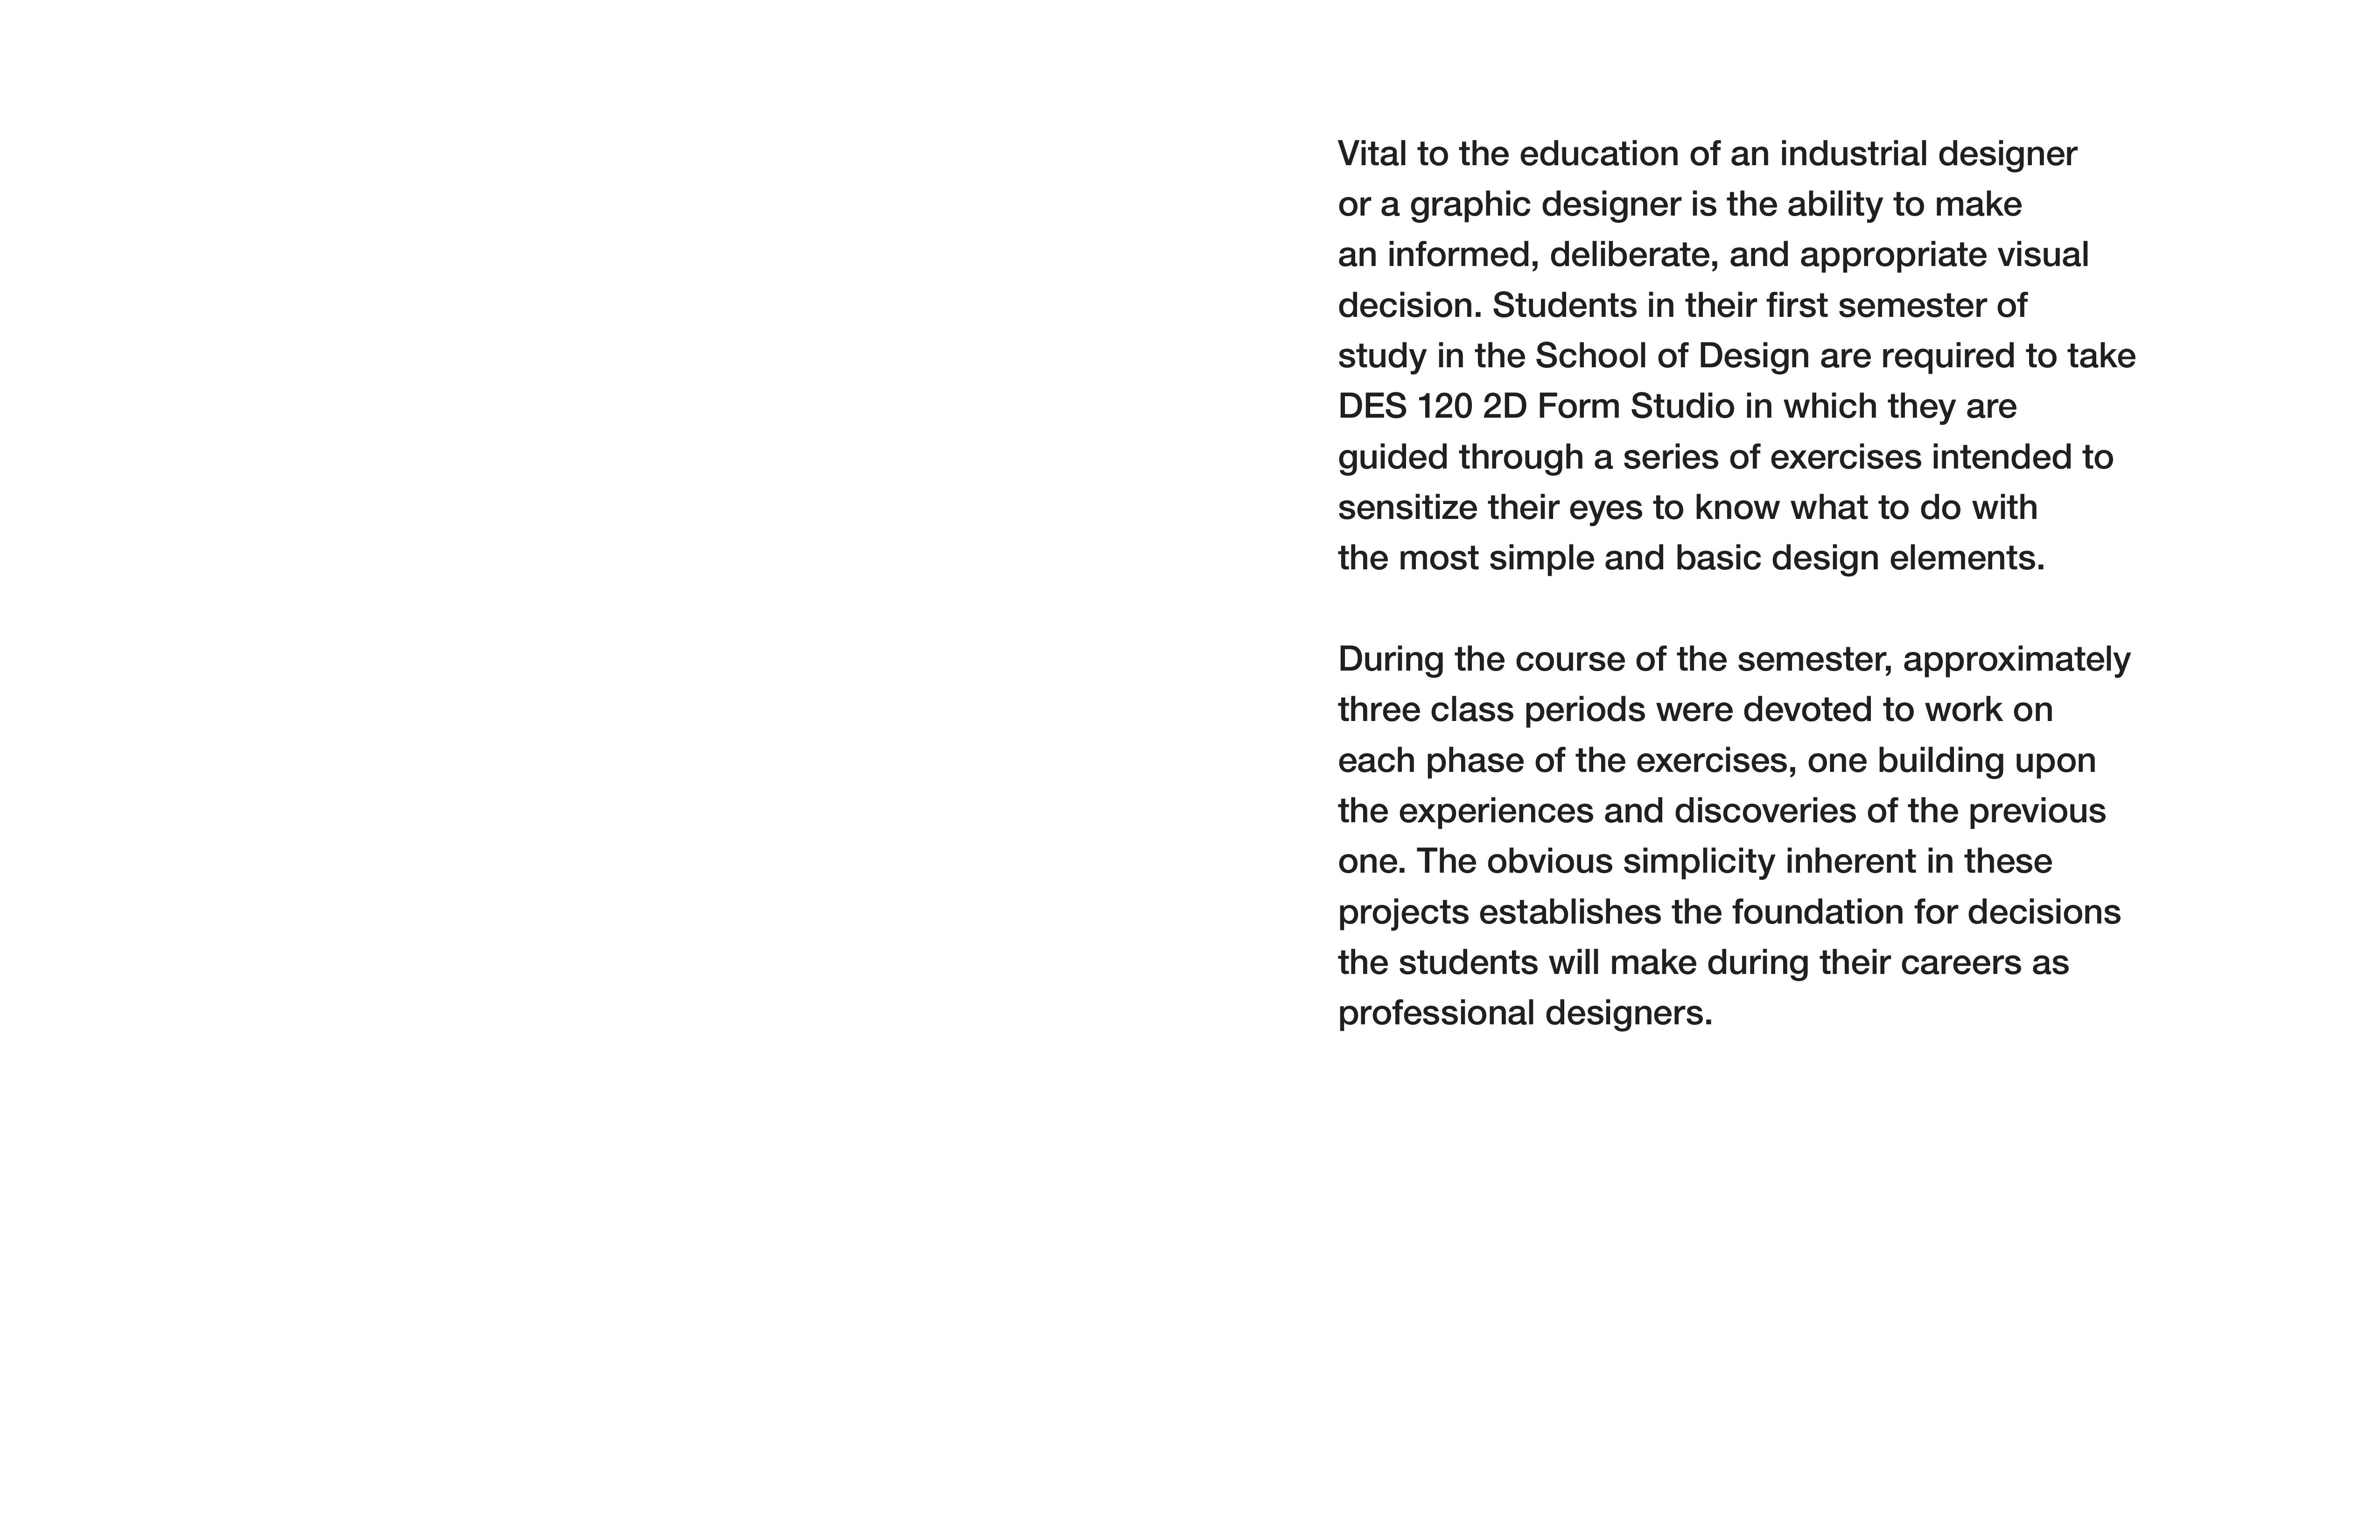 Vital to the education of an industrial designer
or a graphic designer is the ability to make
an informed, deliberate, and appropriate visual
decision. Students in their first semester of
study in the School of Design are required to take
DES 120 2D Form Studio in which they are
guided through a series of exercises intended to
sensitize their eyes to know what to do with
the most simple and basic design elements.

During the course of the semester, approximately
three class periods were devoted to work on
each phase of the exercises, one building upon
the experiences and discoveries of the previous
one. The obvious simplicity inherent in these
projects establishes the foundation for decisions
the students will make during their careers as
professional designers.